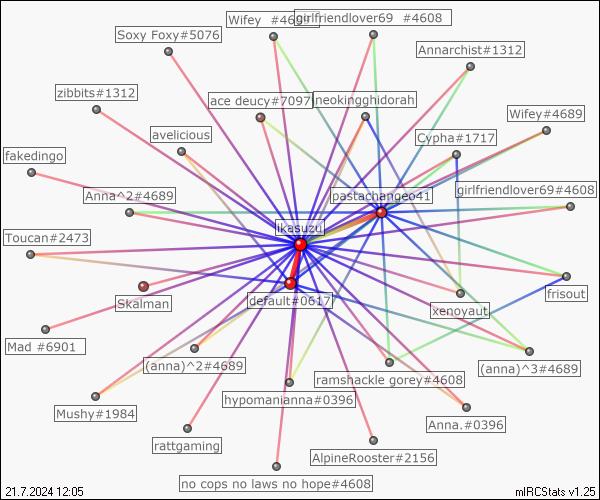 Wifey #4689
girlfriendlover69 #4608
Soxy Foxy#5076
Annarchist#1312
zibbits#1312
ace deucy#7097
neokingghidorah
Wifey#4689
avelicious
Cypha#1717
fakedingo
Anna^2#4689
pastachangeo41
girlfriendlover69#4608
ikasuzu
Toucan#2473
Skalman
default#0617
xenoyaut
frisout
Mad #6901
(anna)^2#4689
ramshackle gorey#4608
(anna)^3#4689
Mushy#1984
hypomanianna#0396
Anna.#0396
rattgaming
AlpineRooster#2156
no cops no laws no hope#4608
21.7.2024 12:05
mIRCStats v1.25